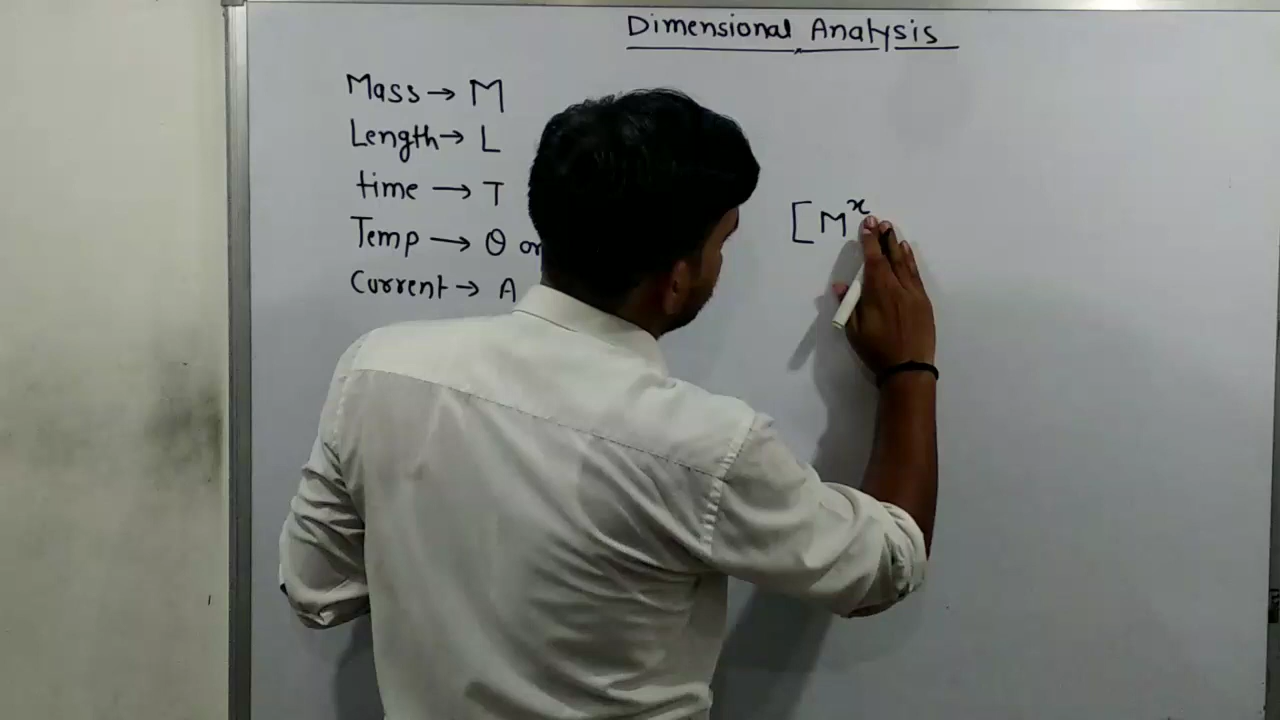 Dimensional Analysis
Mass → M
Length → L
time → T
Temp → θ or
Current → A
[M^x